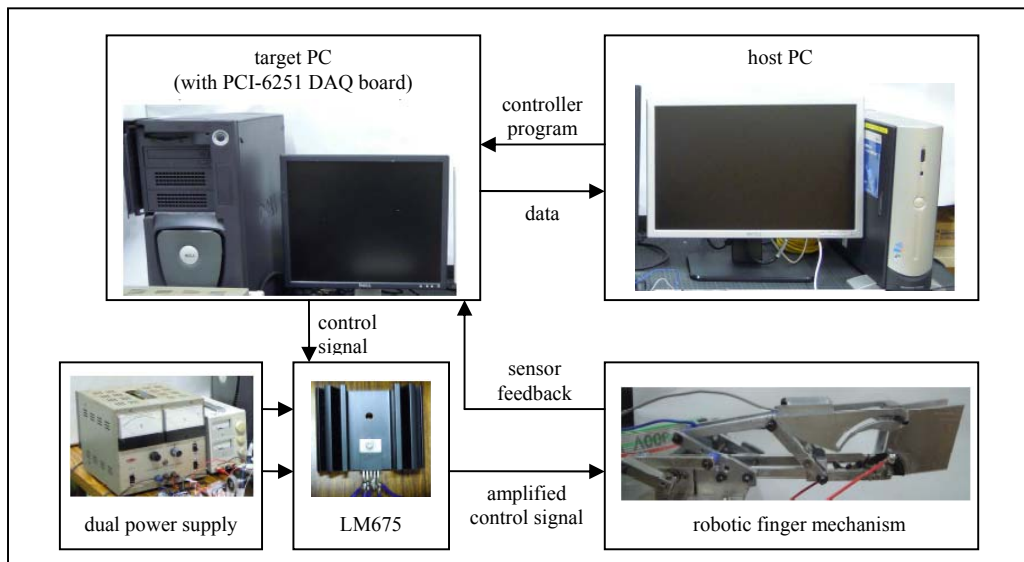 target PC
(with PCI-6251 DAQ board)
host PC
controller
program
data
control
signal
sensor
feedback
amplified
control signal
dual power supply
LM675
robotic finger mechanism